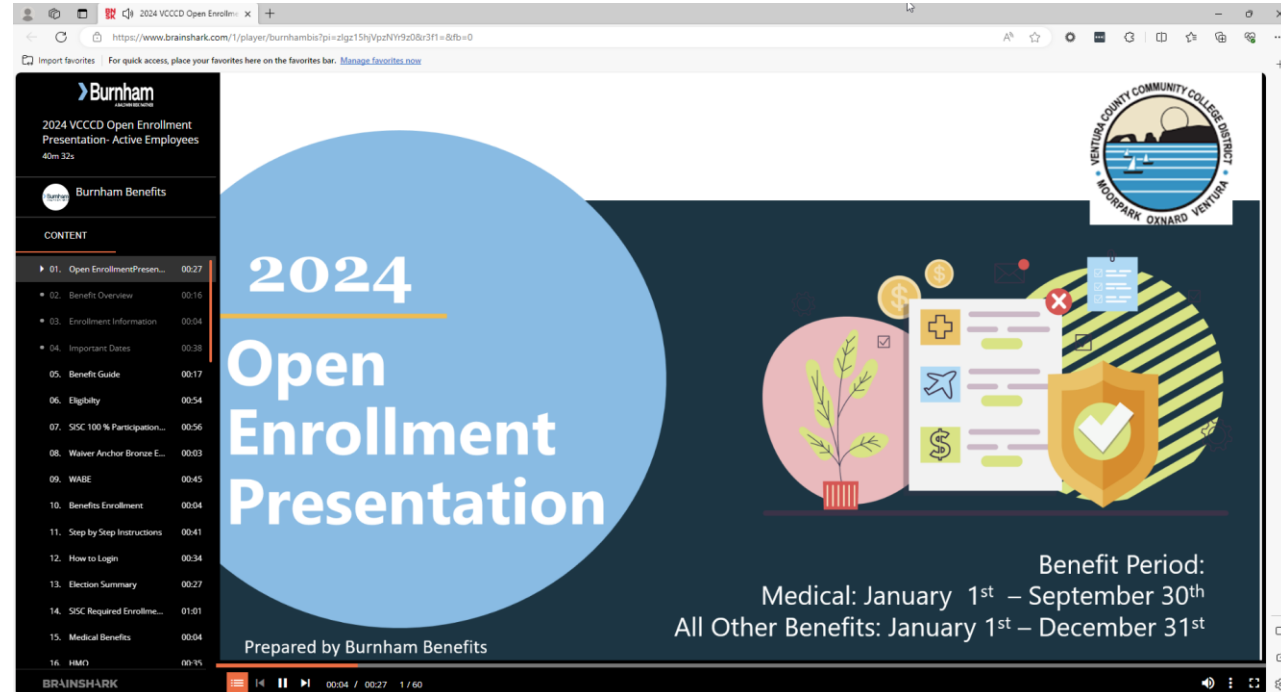 2024 VCCCD Open Enrollme
https://www.brainshark.com/1/player/burnhambis?pi=zlgz15hjVpzNYr9z0&r3f1=&fb=0
Import favorites | For quick access, place your favorites here on the favorites bar. Manage favorites now
Burnham
2024 VCCCD Open Enrollment
Presentation- Active Employees
40m 32s
Burnham Benefits
CONTENT
01. Open EnrollmentPresen... 00:27
02. Benefit Overview 00:16
03. Enrollment Information 00:04
04. Important Dates 00:38
05. Benefit Guide 00:17
06. Eligibilty 00:54
07. SISC 100 % Participation... 00:56
08. Waiver Anchor Bronze E... 00:03
09. WABE 00:45
10. Benefits Enrollment 00:04
11. Step by Step Instructions 00:41
12. How to Login 00:34
13. Election Summary 00:27
14. SISC Required Enrollme... 01:01
15. Medical Benefits 00:04
16. HMO 00:35
BRAINSHARK
VENTURA COUNTY COMMUNITY COLLEGE DISTRICT
MOORPARK OXNARD VENTURA
2024
Open
Enrollment
Presentation
Benefit Period:
Medical: January 1st – September 30th
All Other Benefits: January 1st – December 31st
Prepared by Burnham Benefits
00:04 / 00:27 1 / 60